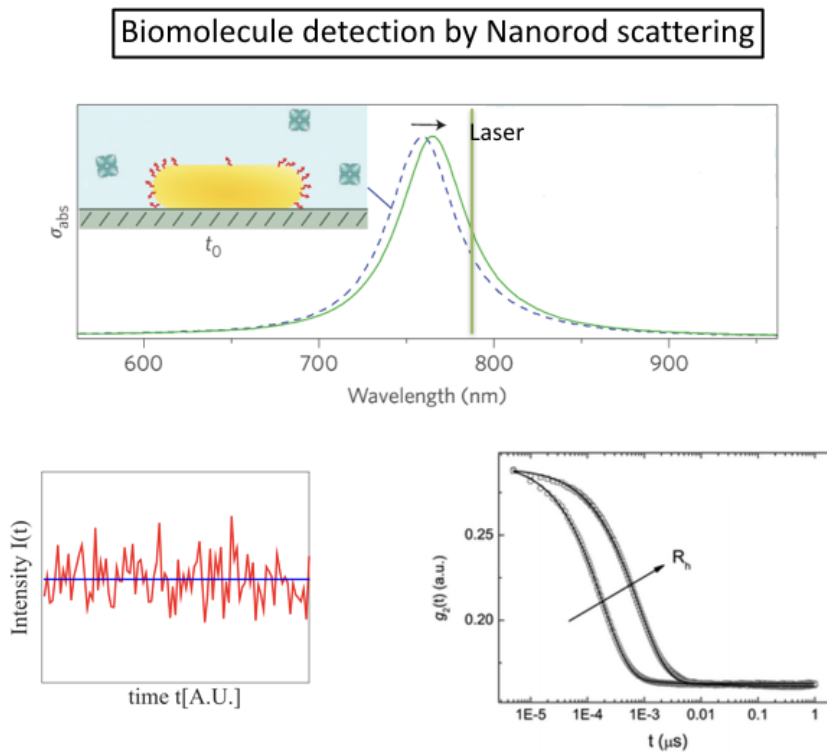 Biomolecule detection by Nanorod scattering
Laser
σabs
t0
600
700
800
900
Wavelength (nm)
Intensity I(t)
time t[A.U.]
g2(t) (a.u.)
0.25
0.20
Rh
1E-5
1E-4
1E-3
0.01
0.1
1
t (μs)